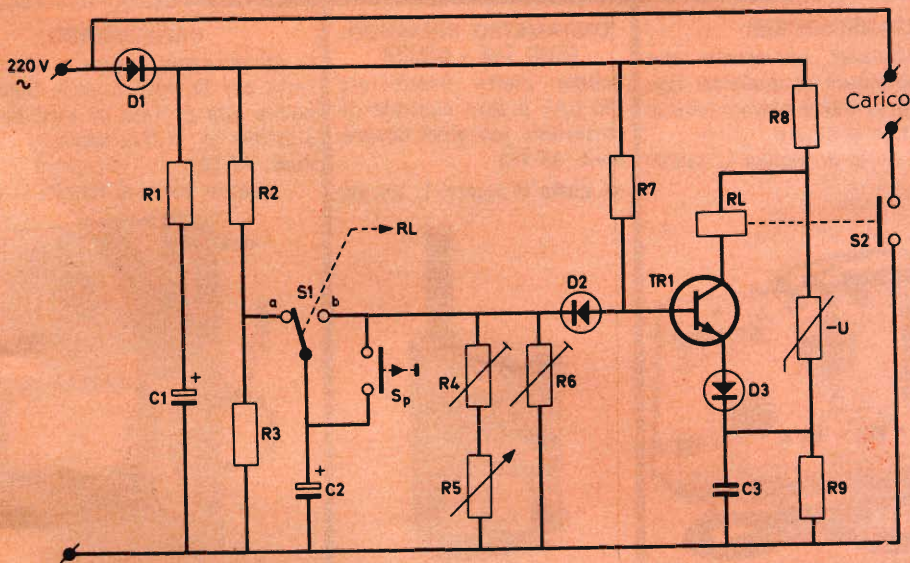 220 V
~
D1
R1
R2
R7
R8
Carico
RL
RL
S2
S1
a
b
D2
TR1
-U
R4
R6
Sp
D3
+
C1
R3
+
C2
R5
C3
R9